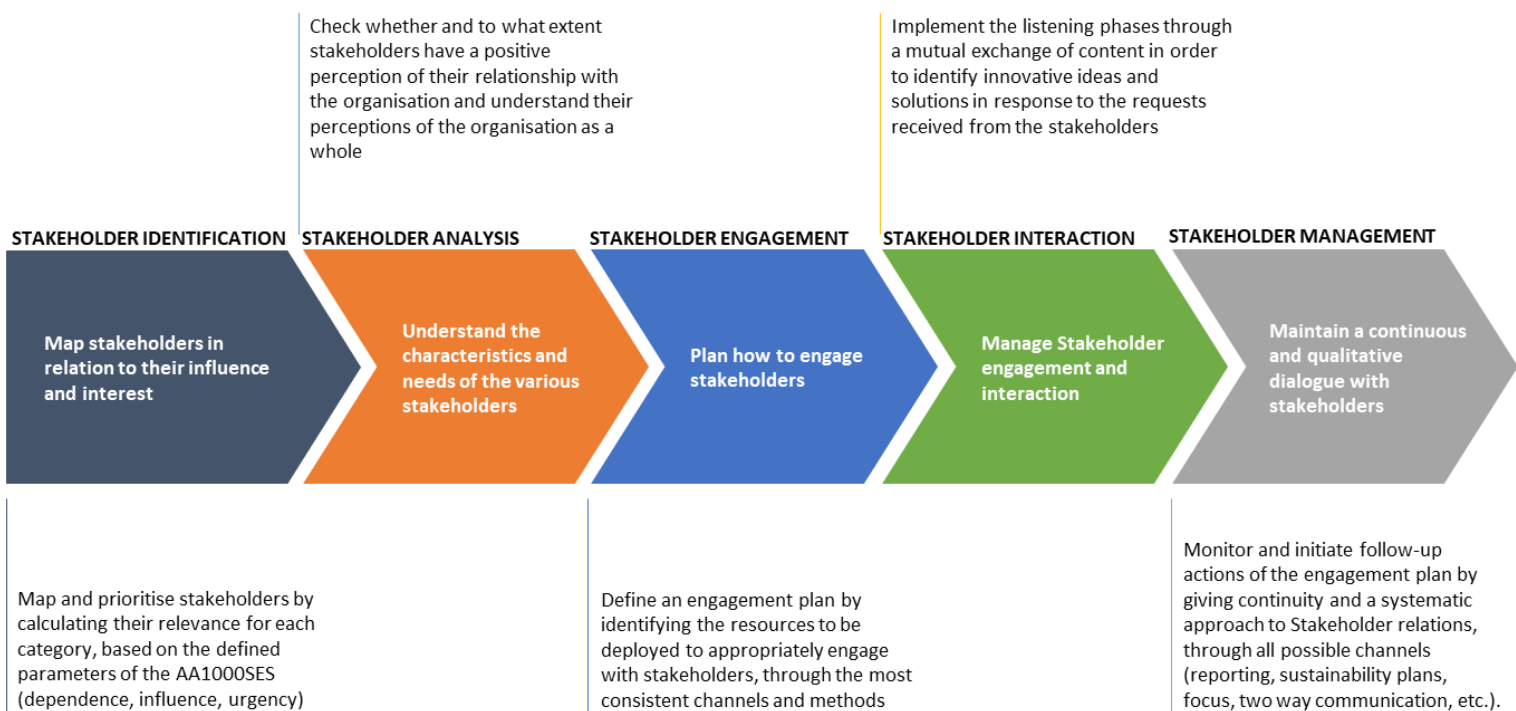 Check whether and to what extent
stakeholders have a positive
perception of their relationship with
the organisation and understand their
perceptions of the organisation as a
whole
Implement the listening phases through
a mutual exchange of content in order
to identify innovative ideas and
solutions in response to the requests
received from the stakeholders
STAKEHOLDER IDENTIFICATION
STAKEHOLDER ANALYSIS
STAKEHOLDER ENGAGEMENT
STAKEHOLDER INTERACTION
STAKEHOLDER MANAGEMENT
Map stakeholders in
relation to their influence
and interest
Understand the
characteristics and
needs of the various
stakeholders
Plan how to engage
stakeholders
Manage Stakeholder
engagement and
interaction
Maintain a continuous
and qualitative
dialogue with
stakeholders
Map and prioritise stakeholders by
calculating their relevance for each
category, based on the defined
parameters of the AA1000SES
(dependence, influence, urgency)
Define an engagement plan by
identifying the resources to be
deployed to appropriately engage
with stakeholders, through the most
consistent channels and methods
Monitor and initiate follow-up
actions of the engagement plan by
giving continuity and a systematic
approach to Stakeholder relations,
through all possible channels
(reporting, sustainability plans,
focus, two way communication, etc.).